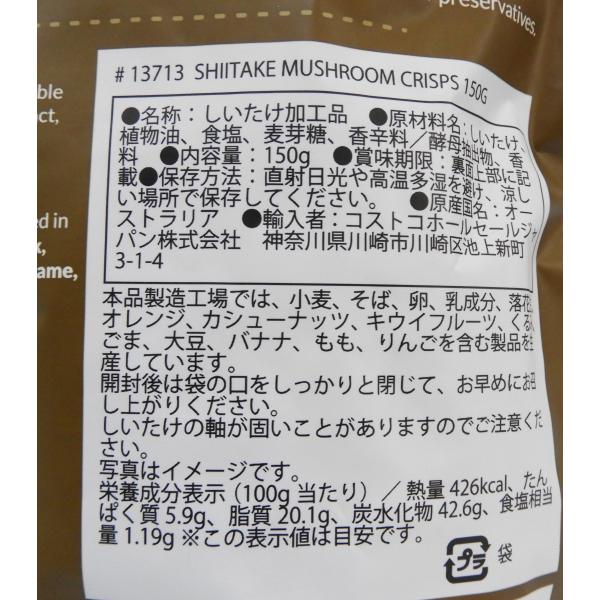 preservatives.
ble
ct,
ed in
k,
ame,
# 13713 SHIITAKE MUSHROOM CRISPS 150G
●名称：しいたけ加工品 ●原材料名：しいたけ、
植物油、食塩、麦芽糖、香辛料／酵母抽出物、香
料 ●内容量：150g ●賞味期限：裏面上部に記
載●保存方法：直射日光や高温多湿を避け、涼し
い場所で保存してください。 ●原産国名：オー
ストラリア ●輸入者：コストコホールセールジャ
パン株式会社 神奈川県川崎市川崎区池上新町
3-1-4
本品製造工場では、小麦、そば、卵、乳成分、落花
オレンジ、カシューナッツ、キウイフルーツ、くる
ごま、大豆、バナナ、もも、りんごを含む製品を生
産しています。
開封後は袋の口をしっかりと閉じて、お早めにお召
し上がりください。
しいたけの軸が固いことがありますのでご注意くだ
さい。
写真はイメージです。
栄養成分表示（100g 当たり）／ 熱量 426kcal、たん
ぱく質 5.9g、脂質 20.1g、炭水化物 42.6g、食塩相当
量 1.19g ※この表示値は目安です。
プラ 袋